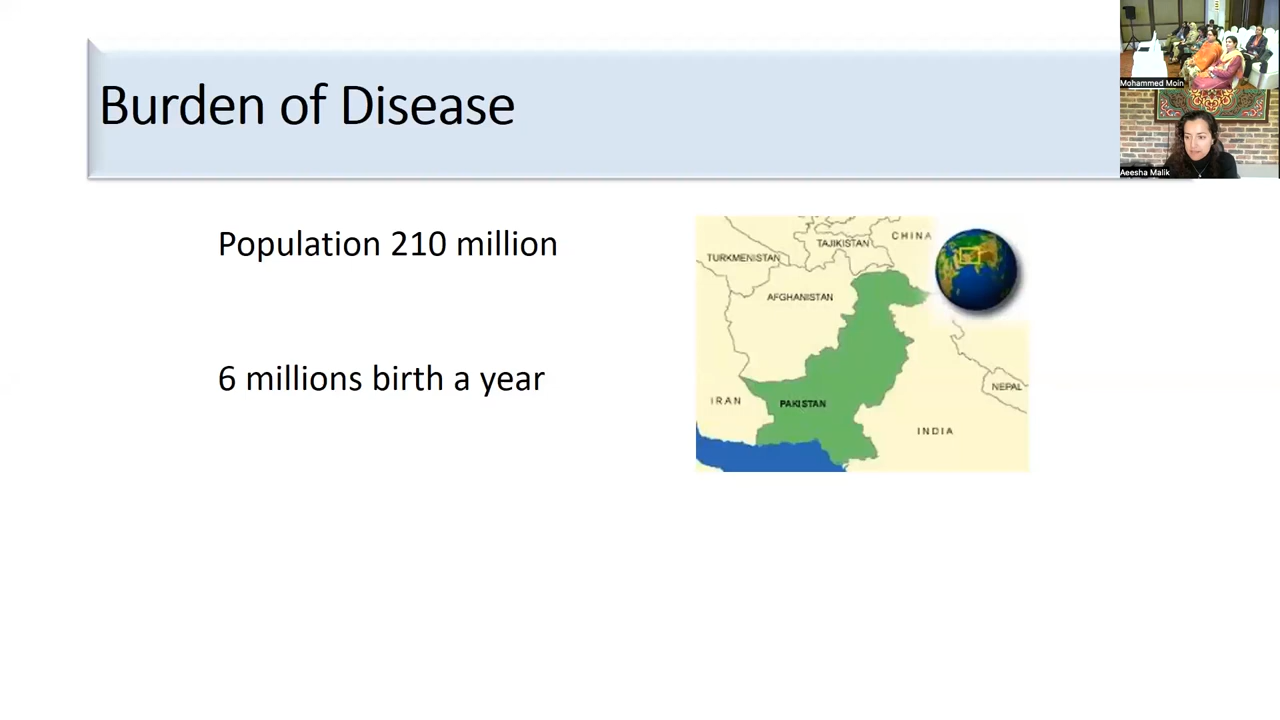 Burden of Disease
Mohammed Moin
Aeesha Malik
Population 210 million
6 millions birth a year
CHINA
TAJIKISTAN
TURKMENISTAN
AFGHANISTAN
NEPAL
IRAN
PAKISTAN
INDIA